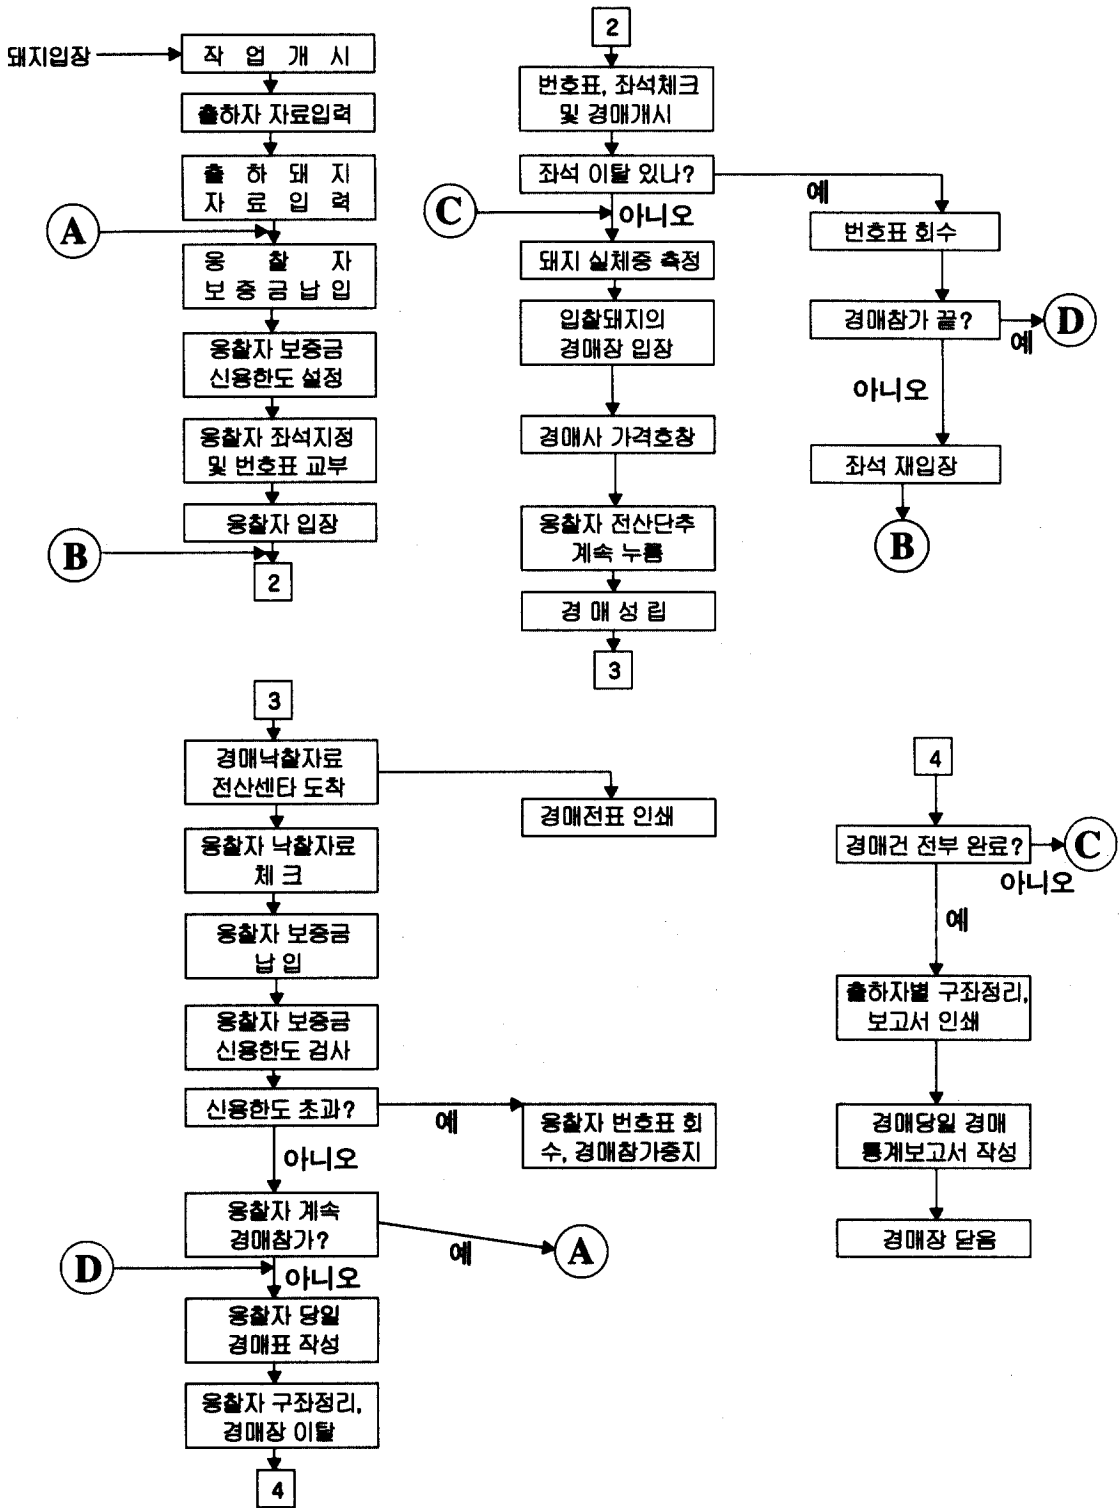 돼지입장
작 업 개 시
출하자 자료입력
출 하 돼 지
자 료 입 력
A
응 찰 자
보 증 금 납 입
응찰자 보증금
신용한도 설정
응찰자 좌석지정
및 번호표 교부
응찰자 입장
B
2
2
번호표, 좌석체크
및 경매개시
좌석 이탈 있나?
예
C
아니오
돼지 실체중 측정
입찰돼지의
경매장 입장
경매사 가격호창
응찰자 전산단추
계속 누름
경 매 성 립
3
번호표 회수
경매참가 끝?
예
D
아니오
좌석 재입장
B
3
경매낙찰자료
전산센타 도착
경매전표 인쇄
응찰자 낙찰자료
체 크
응찰자 보증금
납 입
응찰자 보증금
신용한도 검사
신용한도 초과?
예
응찰자 번호표 회
수, 경매참가중지
아니오
응찰자 계속
경매참가?
예
A
D
아니오
응찰자 당일
경매표 작성
응찰자 구좌정리,
경매장 이탈
4
4
경매건 전부 완료?
C
아니오
예
출하자별 구좌정리,
보고서 인쇄
경매당일 경매
통계보고서 작성
경매장 닫음